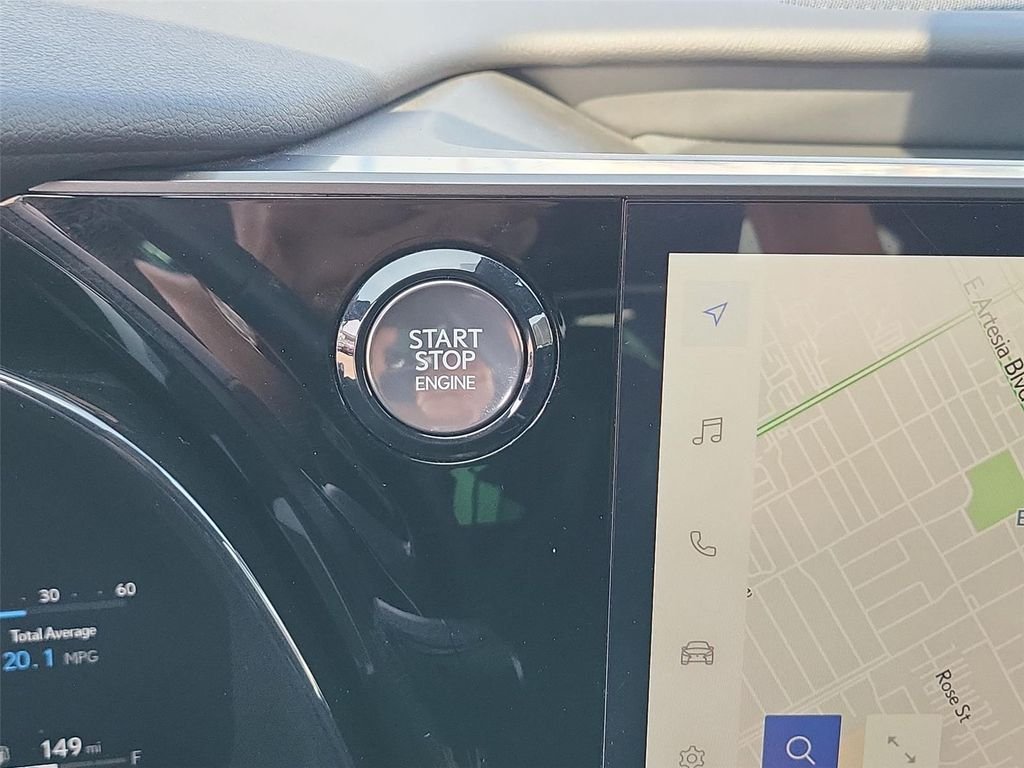 START
STOP
ENGINE
E Artesia Blvd
30 60
Total Average
20.1 MPG
Rose St
149 mi
F
E